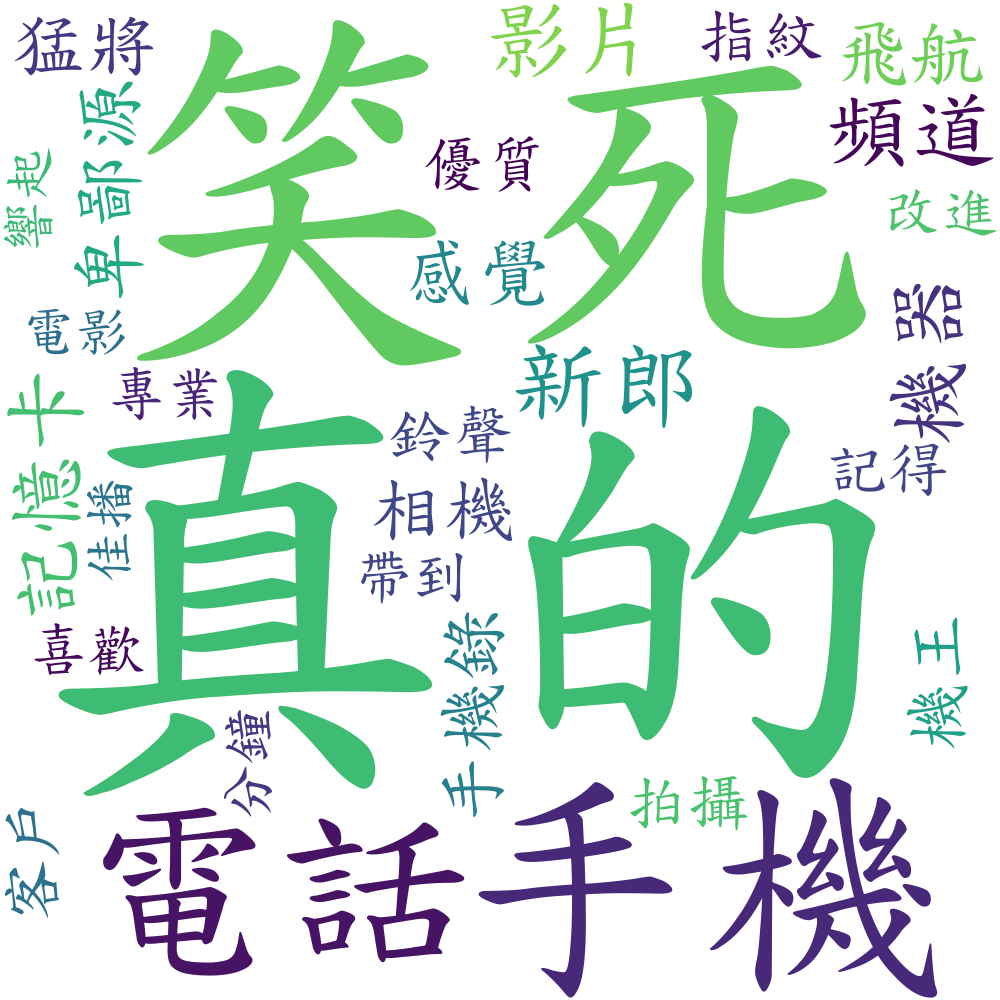 猛將
影片
指紋
飛航
笑死
頻道
卑鄙源
響起
優質
改進
感覺
電影
機器
新郎
專業
記憶卡
鈴聲
真的
記得
相機
佳播
帶到
喜歡
手機錄
機王
分鐘
拍攝
客戶
電話
手機